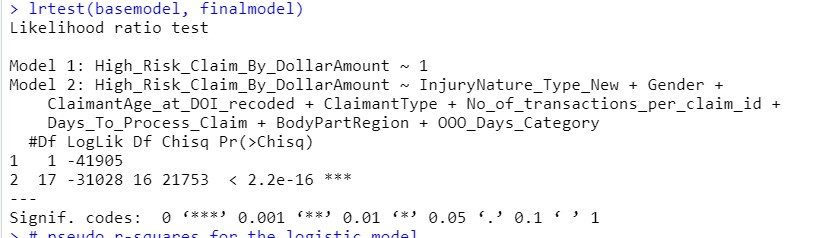 > lrtest(basemodel, finalmodel)
Likelihood ratio test

Model 1: High_Risk_Claim_By_DollarAmount ~ 1
Model 2: High_Risk_Claim_By_DollarAmount ~ InjuryNature_Type_New + Gender +
    ClaimantAge_at_DOI_recoded + ClaimantType + No_of_transactions_per_claim_id +
    Days_To_Process_Claim + BodyPartRegion + OOO_Days_Category
  #Df LogLik Df Chisq Pr(>Chisq)
1   1 -41905
2  17 -31028 16 21753  < 2.2e-16 ***
---
Signif. codes:  0 ‘***’ 0.001 ‘**’ 0.01 ‘*’ 0.05 ‘.’ 0.1 ‘ ’ 1
> # pseudo r-squares for the logistic model